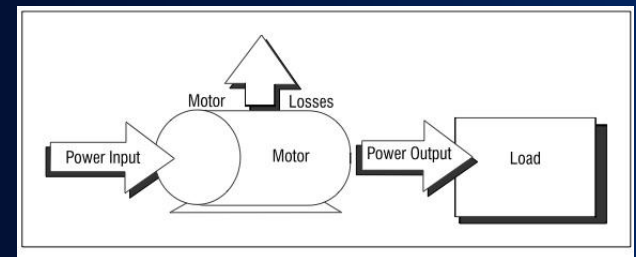 Motor Losses
Power Input
Motor
Power Output
Load